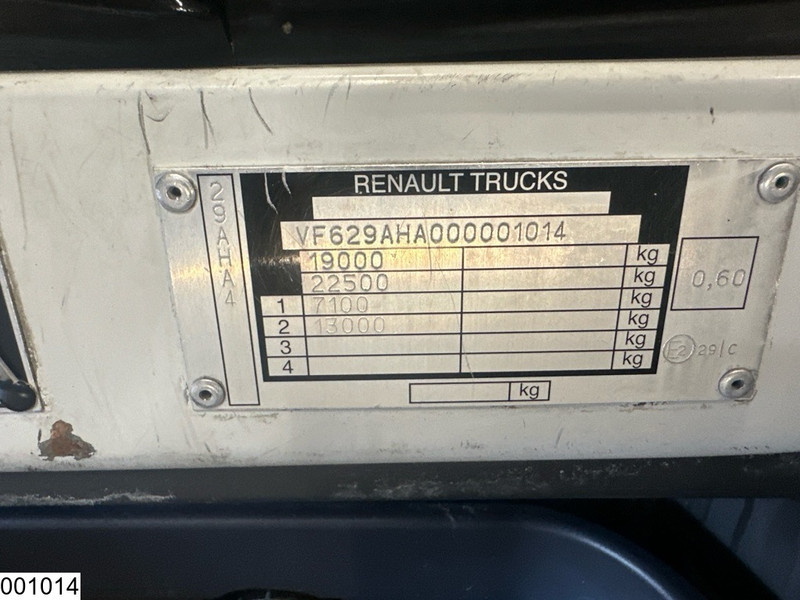 RENAULT TRUCKS
29AHA4
VF629AHA000001014
19000 kg
22500 kg
1 7100 kg
2 13000 kg
3 kg
4 kg
kg
0,60
E2 29/C
001014